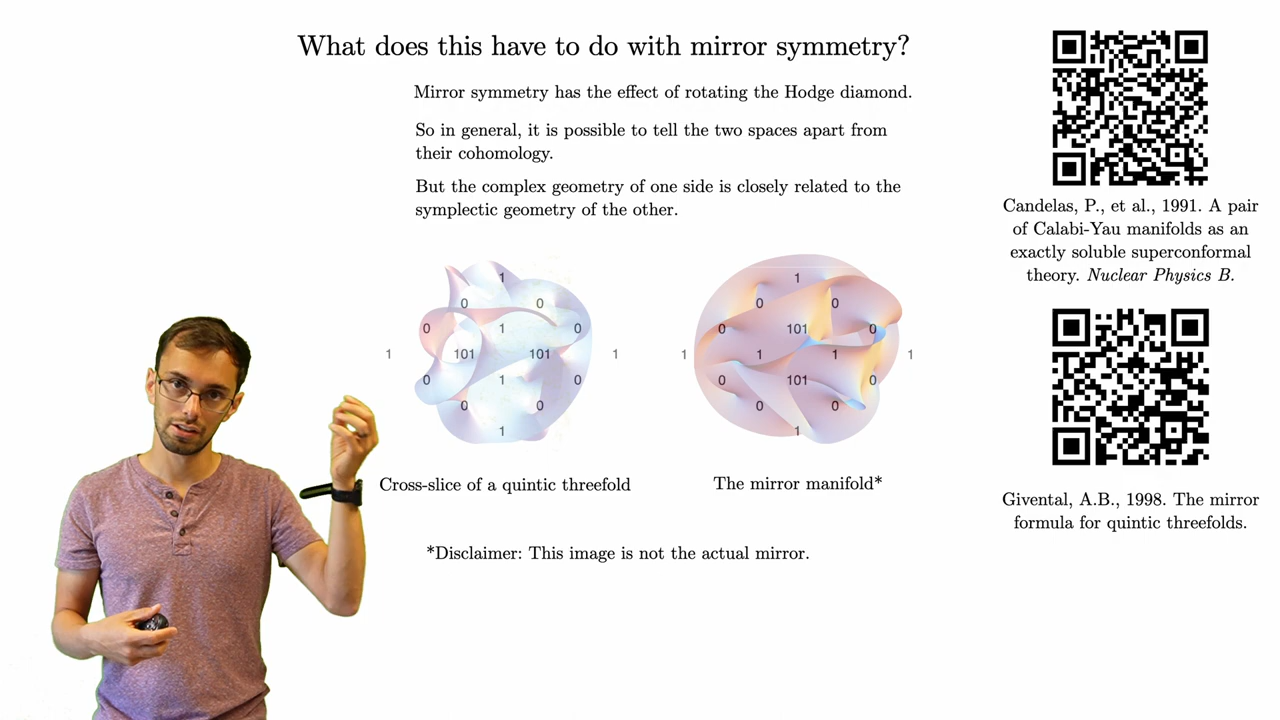 What does this have to do with mirror symmetry?
Mirror symmetry has the effect of rotating the Hodge diamond.
So in general, it is possible to tell the two spaces apart from
their cohomology.
But the complex geometry of one side is closely related to the
symplectic geometry of the other.
1
0 0
0 1 0
1 101 101 1
0 1 0
0 0
1
Cross-slice of a quintic threefold
1
0 0
0 101 0
1 1 1 1
0 101 0
0 0
1
The mirror manifold*
*Disclaimer: This image is not the actual mirror.
Candelas, P., et al., 1991. A pair
of Calabi-Yau manifolds as an
exactly soluble superconformal
theory. Nuclear Physics B.
Givental, A.B., 1998. The mirror
formula for quintic threefolds.